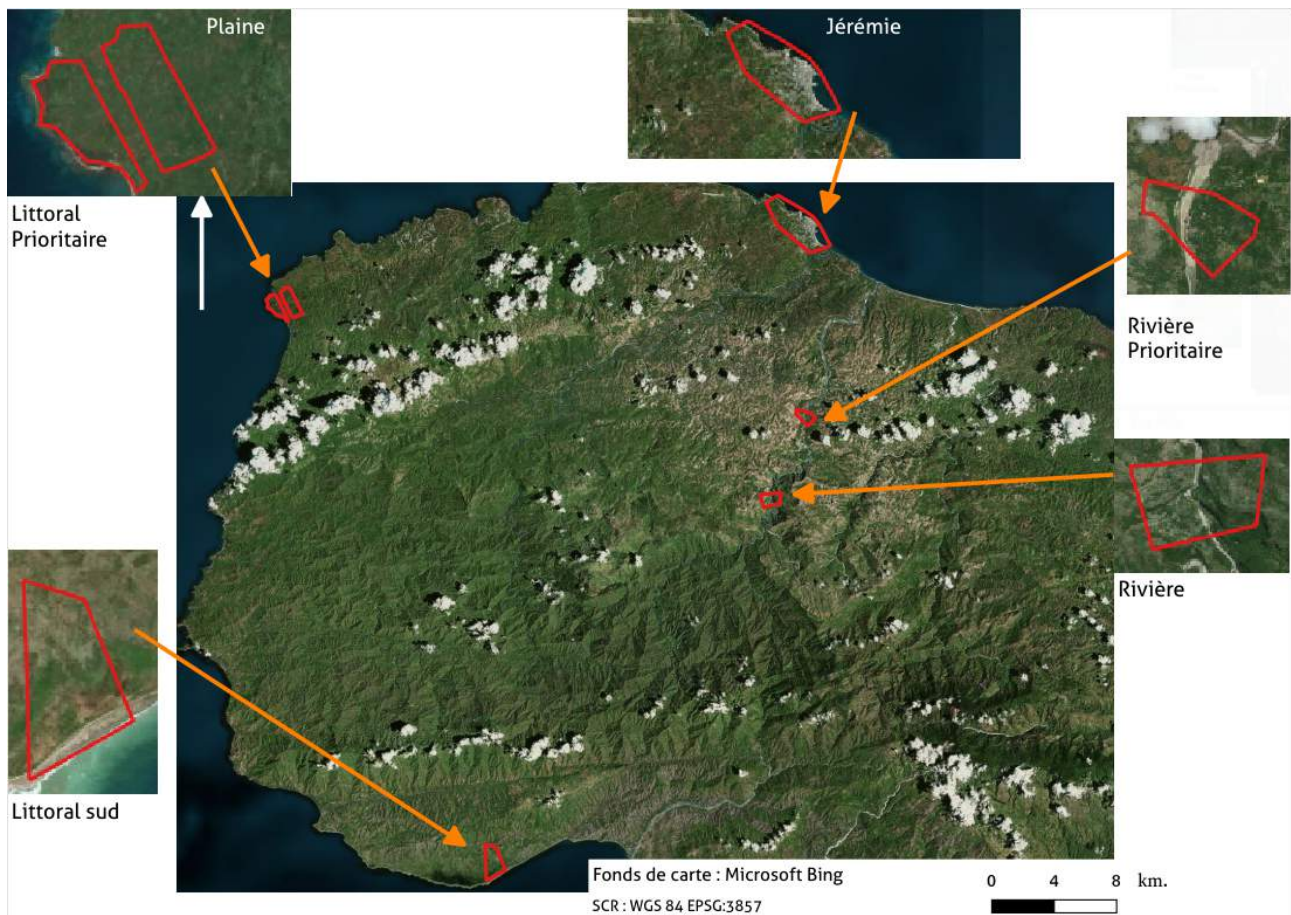 Plaine
Jérémie
Littoral
Prioritaire
Rivière
Prioritaire
Rivière
Littoral sud
Fonds de carte : Microsoft Bing
SCR : WGS 84 EPSG:3857
0 4 8 km.